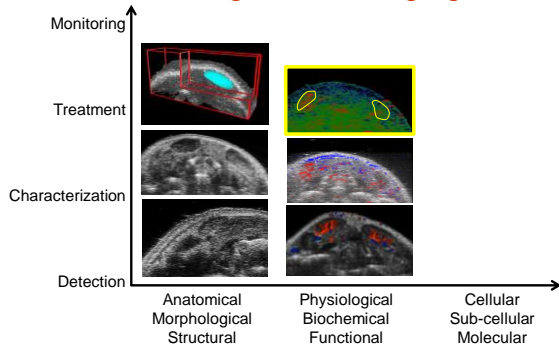 Monitoring
Treatment
Characterization
Detection
Anatomical
Morphological
Structural
Physiological
Biochemical
Functional
Cellular
Sub-cellular
Molecular